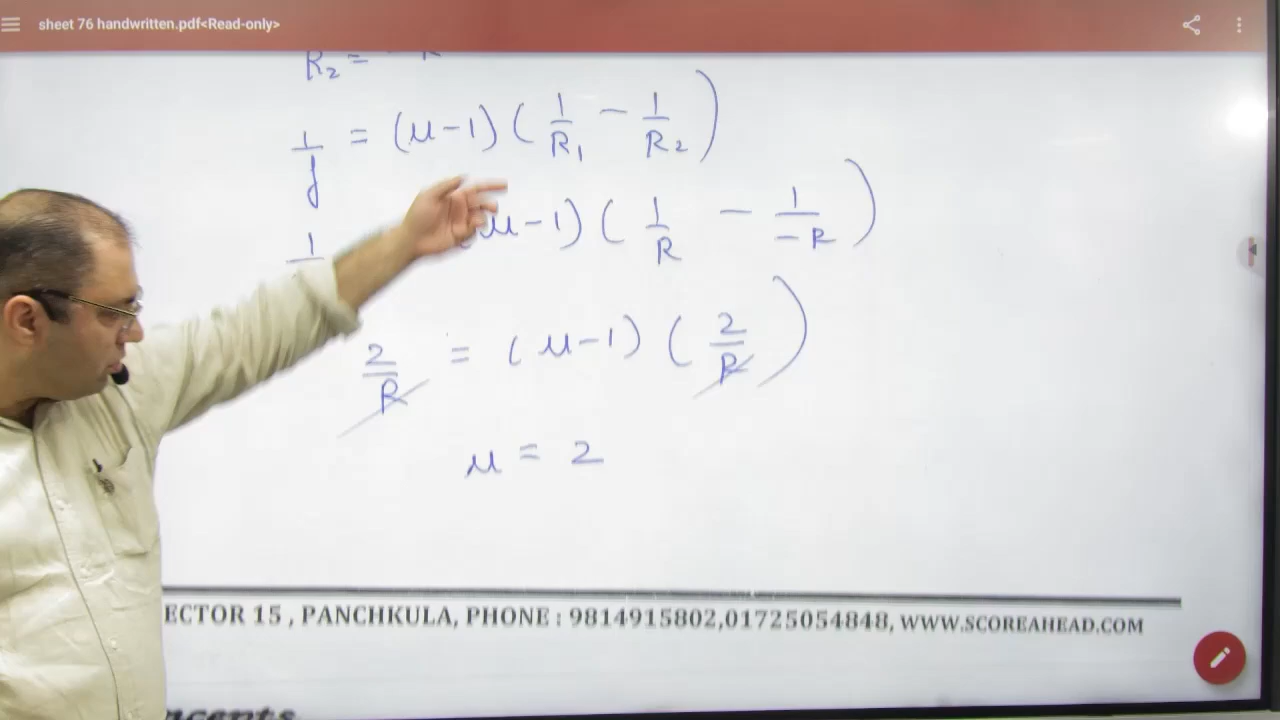 sheet 76 handwritten.pdf<Read-only>
R₂ = -R
1/f = (μ-1) ( 1/R₁ - 1/R₂ )
1 μ-1) ( 1/R - 1/-R )
2/R = (μ-1) ( 2/R )
μ = 2
ECTOR 15 , PANCHKULA, PHONE : 9814915802,01725054848, WWW.SCOREAHEAD.COM
ncepts